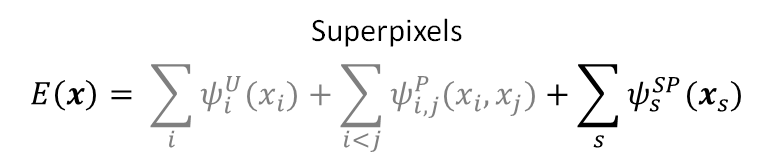 Superpixels
E(x) = ∑_i ψ_i^U(x_i) + ∑_{i<j} ψ_{i,j}^P(x_i, x_j) + ∑_s ψ_s^{SP}(x_s)